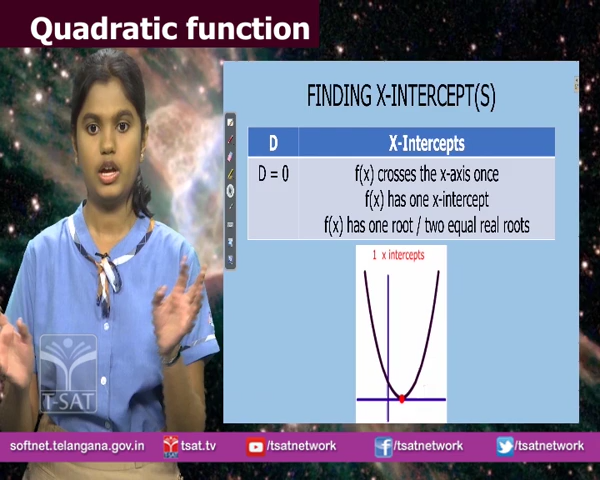 Quadratic function
FINDING X-INTERCEPT(S)
D X-Intercepts
D = 0 f(x) crosses the x-axis once
f(x) has one x-intercept
f(x) has one root / two equal real roots
1 x intercepts
T-SAT
softnet.telangana.gov.in tsat.tv /tsatnetwork /tsatnetwork /tsatnetwork